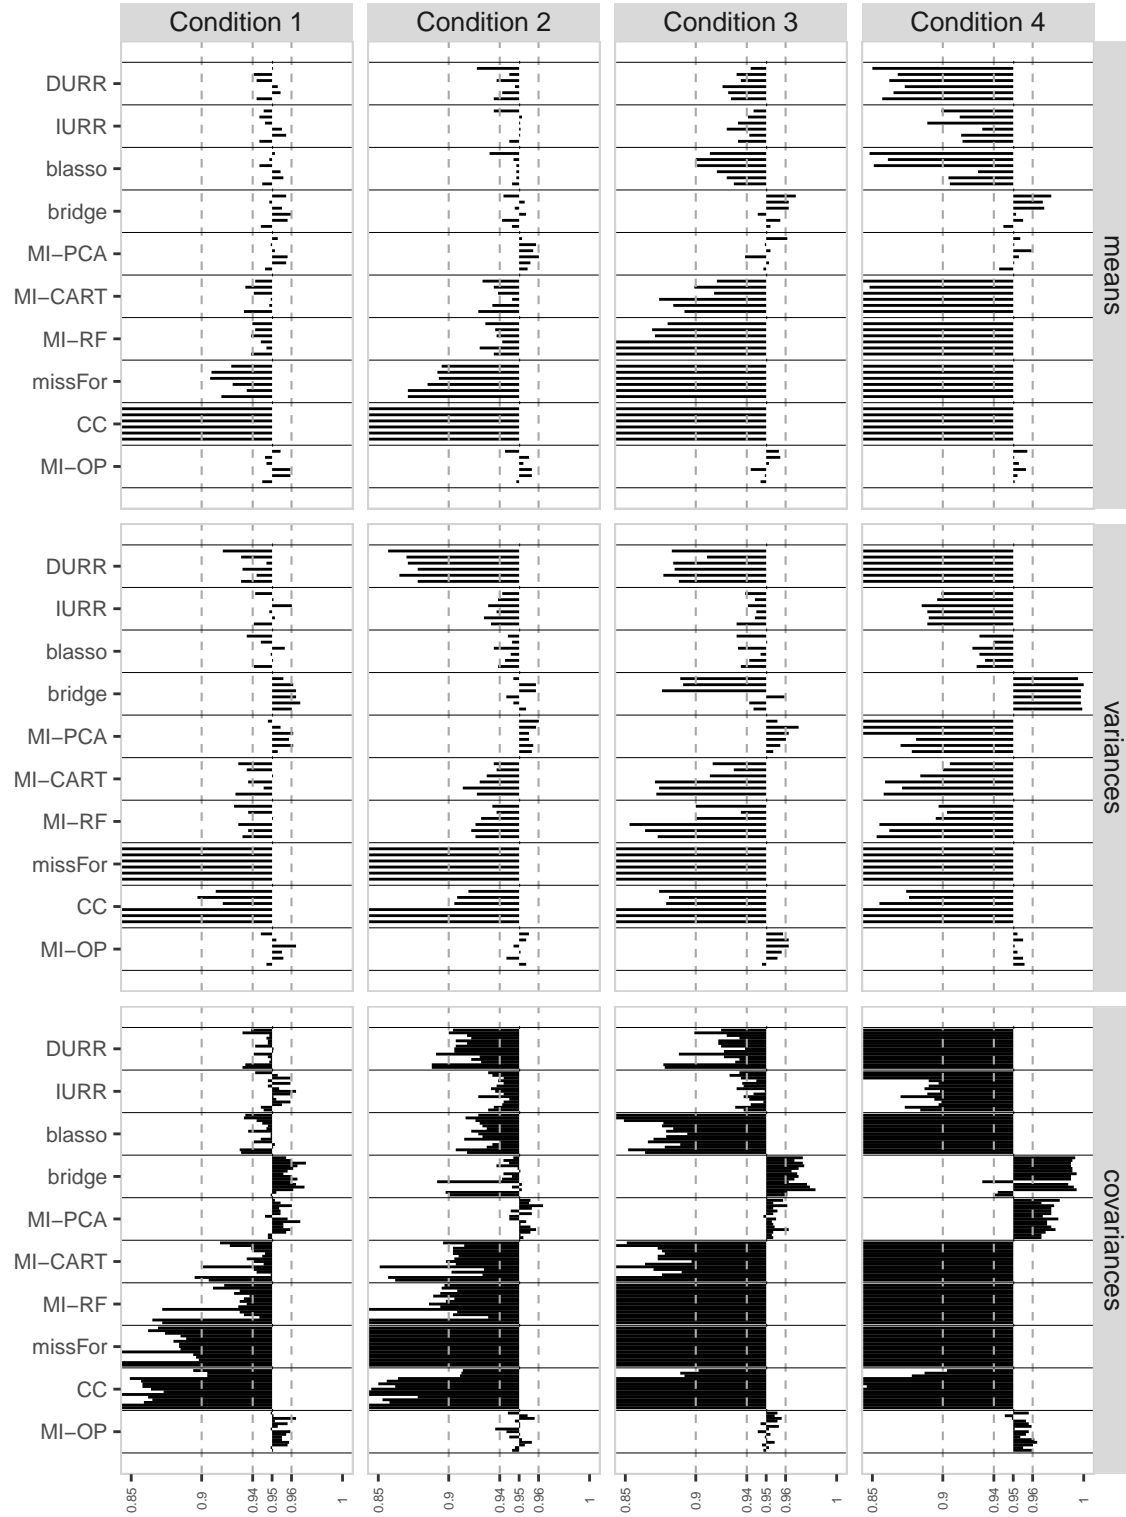 Condition 1 Condition 2 Condition 3 Condition 4
DURR
IURR
blasso
bridge
MI−PCA
MI−CART
MI−RF
missFor
CC
MI−OP
means
DURR
IURR
blasso
bridge
MI−PCA
MI−CART
MI−RF
missFor
CC
MI−OP
variances
DURR
IURR
blasso
bridge
MI−PCA
MI−CART
MI−RF
missFor
CC
MI−OP
covariances
0.85 0.9 0.94 0.95 0.96 1 0.85 0.9 0.94 0.95 0.96 1 0.85 0.9 0.94 0.95 0.96 1 0.85 0.9 0.94 0.95 0.96 1